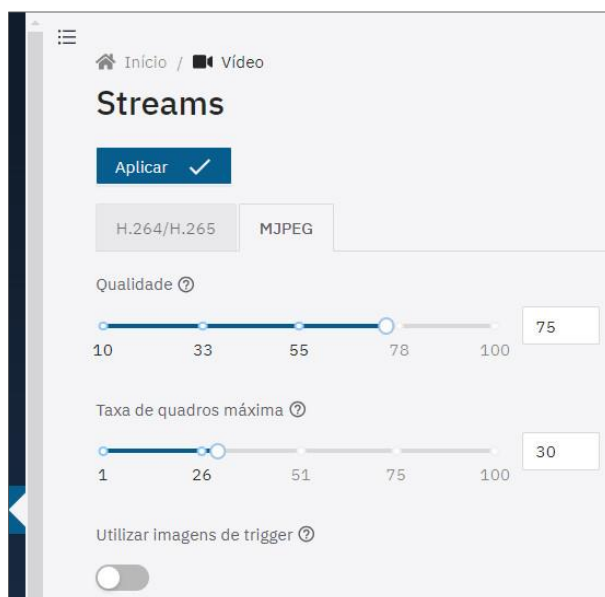 Início / Vídeo
Streams
Aplicar
H.264/H.265 MJPEG
Qualidade
75
10 33 55 78 100
Taxa de quadros máxima
30
1 26 51 75 100
Utilizar imagens de trigger